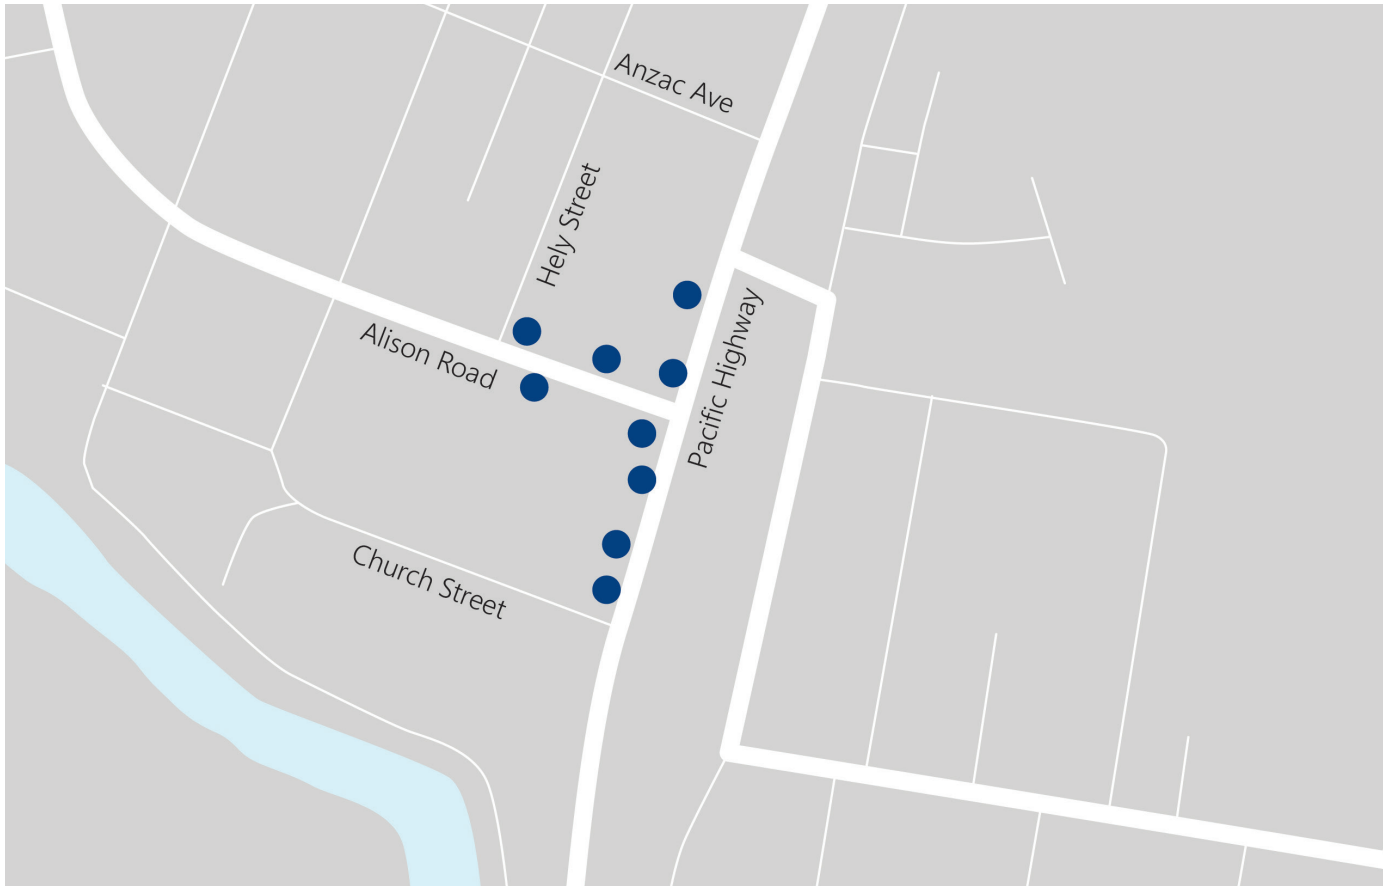 Anzac Ave
Hely Street
Alison Road
Pacific Highway
Church Street